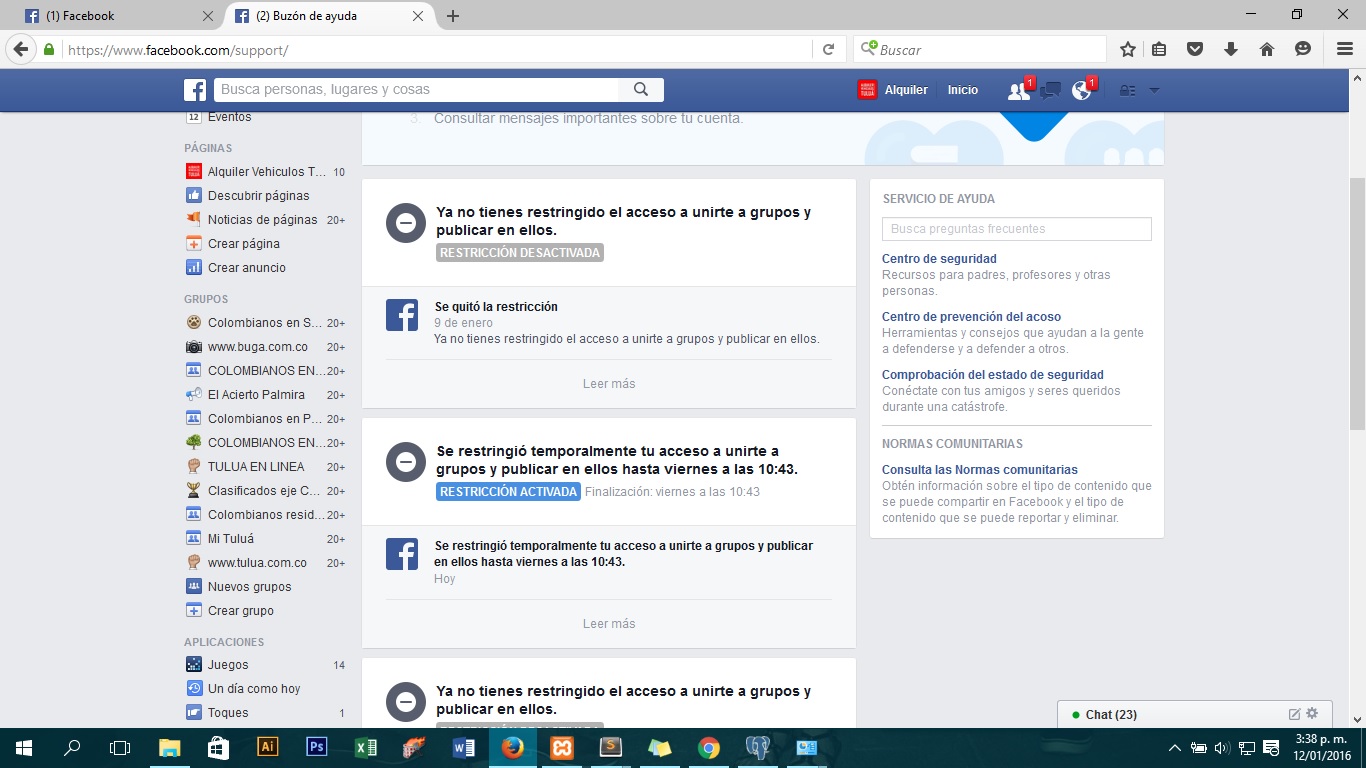 (1) Facebook
(2) Buzón de ayuda
https://www.facebook.com/support/
Buscar
Busca personas, lugares y cosas
Alquiler
Inicio
1
1
12 Eventos
PÁGINAS
Alquiler Vehiculos T... 10
Descubrir páginas
Noticias de páginas 20+
Crear página
Crear anuncio
GRUPOS
Colombianos en S... 20+
www.buga.com.co 20+
COLOMBIANOS EN... 20+
El Acierto Palmira 20+
Colombianos en P... 20+
COLOMBIANOS EN... 20+
TULUA EN LINEA 20+
Clasificados eje C... 20+
Colombianos resid... 20+
Mi Tuluá 20+
www.tulua.com.co 20+
Nuevos grupos
Crear grupo
APLICACIONES
Juegos 14
Un día como hoy
Toques 1
3. Consultar mensajes importantes sobre tu cuenta.
Ya no tienes restringido el acceso a unirte a grupos y
publicar en ellos.
RESTRICCIÓN DESACTIVADA
Se quitó la restricción
9 de enero
Ya no tienes restringido el acceso a unirte a grupos y publicar en ellos.
Leer más
Se restringió temporalmente tu acceso a unirte a
grupos y publicar en ellos hasta viernes a las 10:43.
RESTRICCIÓN ACTIVADA Finalización: viernes a las 10:43
Se restringió temporalmente tu acceso a unirte a grupos y publicar
en ellos hasta viernes a las 10:43.
Hoy
Leer más
Ya no tienes restringido el acceso a unirte a grupos y
publicar en ellos.
RESTRICCIÓN DESACTIVADA
SERVICIO DE AYUDA
Busca preguntas frecuentes
Centro de seguridad
Recursos para padres, profesores y otras
personas.
Centro de prevención del acoso
Herramientas y consejos que ayudan a la gente
a defenderse y a defender a otros.
Comprobación del estado de seguridad
Conéctate con tus amigos y seres queridos
durante una catástrofe.
NORMAS COMUNITARIAS
Consulta las Normas comunitarias
Obtén información sobre el tipo de contenido que
se puede compartir en Facebook y el tipo de
contenido que se puede reportar y eliminar.
Chat (23)
Ai
Ps
3:38 p. m.
12/01/2016